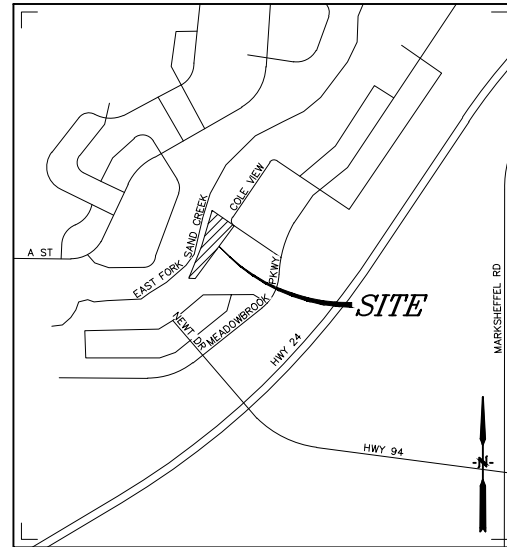 COLE VIEW
EAST FORK SAND CREEK
A ST
PKWY
SITE
MARKSHEFFEL RD
NEWT DR
MEADOWBROOK
HWY 24
HWY 94
-N-